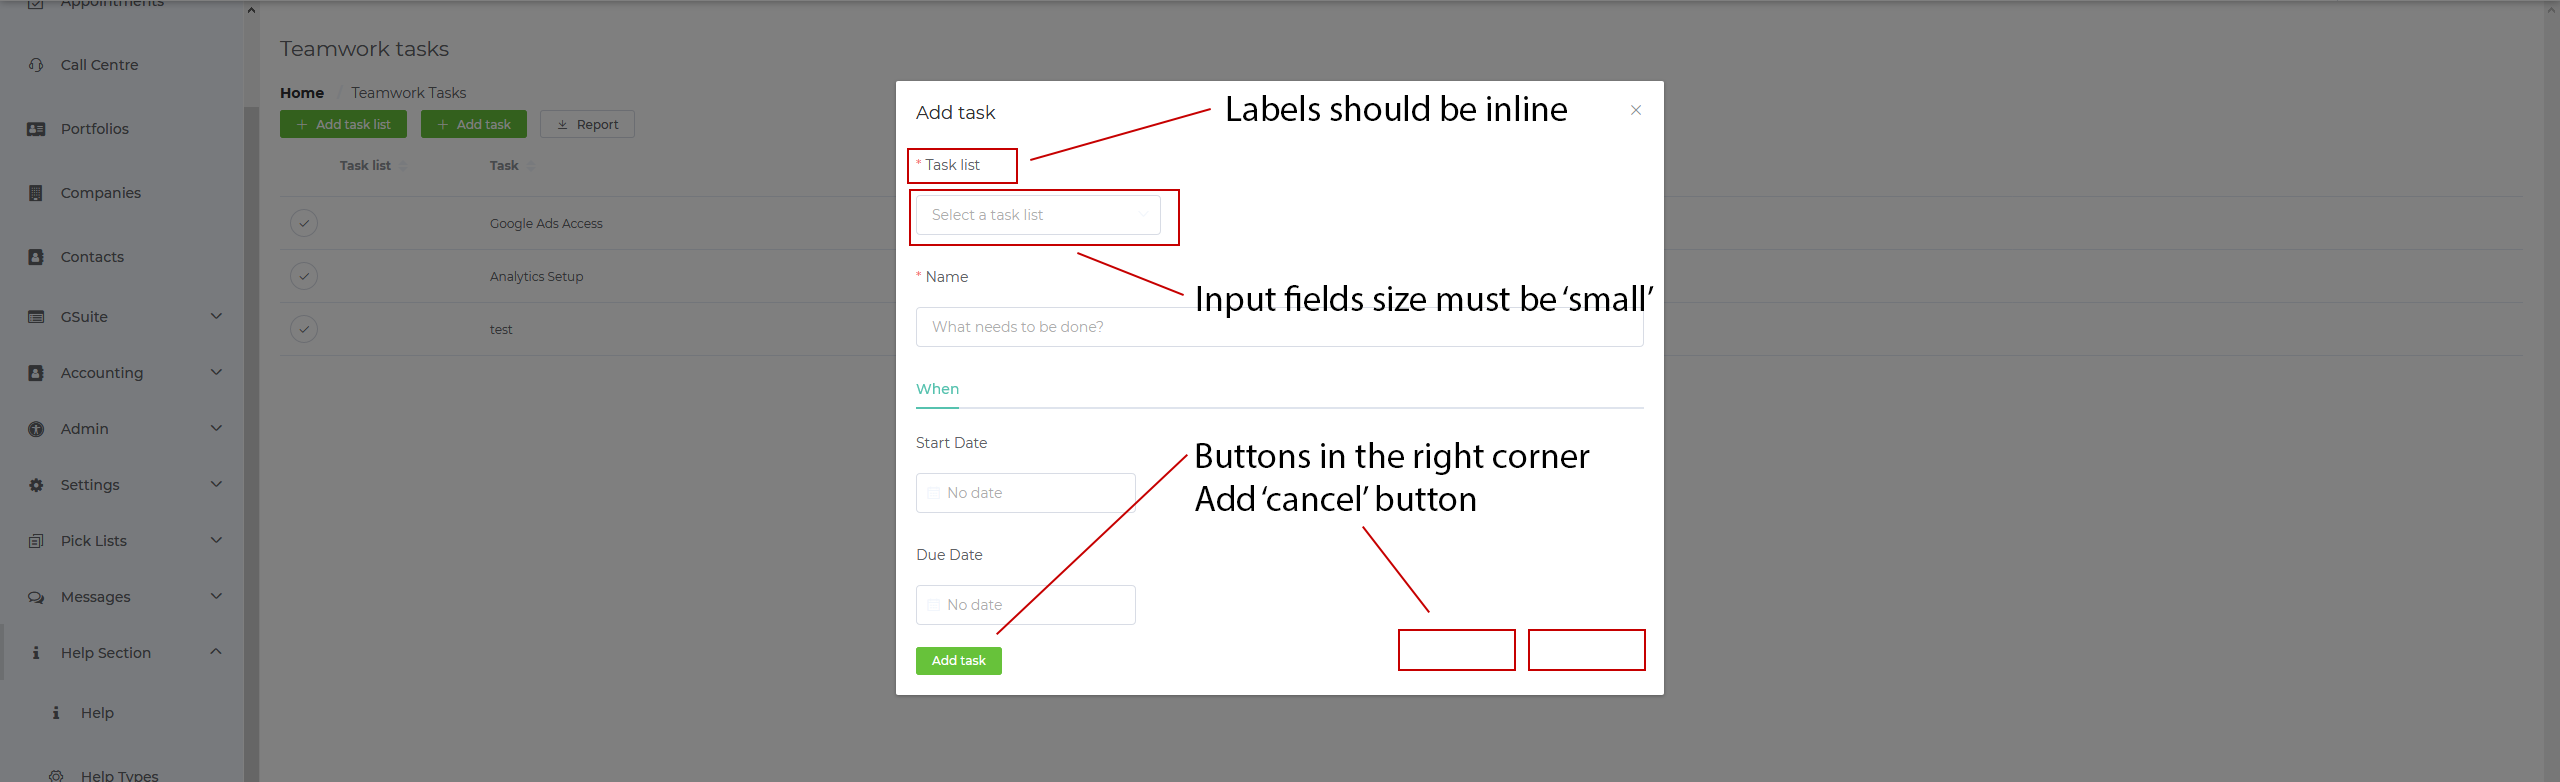 Appointments
Call Centre
Portfolios
Companies
Contacts
GSuite
Accounting
Admin
Settings
Pick Lists
Messages
Help Section
Help
Help Types
Teamwork tasks
Home / Teamwork Tasks
+ Add task list
+ Add task
Report
Task list
Task
Google Ads Access
Analytics Setup
test
Add task
Labels should be inline
* Task list
Select a task list
Input fields size must be ‘small’
* Name
What needs to be done?
When
Start Date
No date
Buttons in the right corner
Add ‘cancel’ button
Due Date
No date
Add task